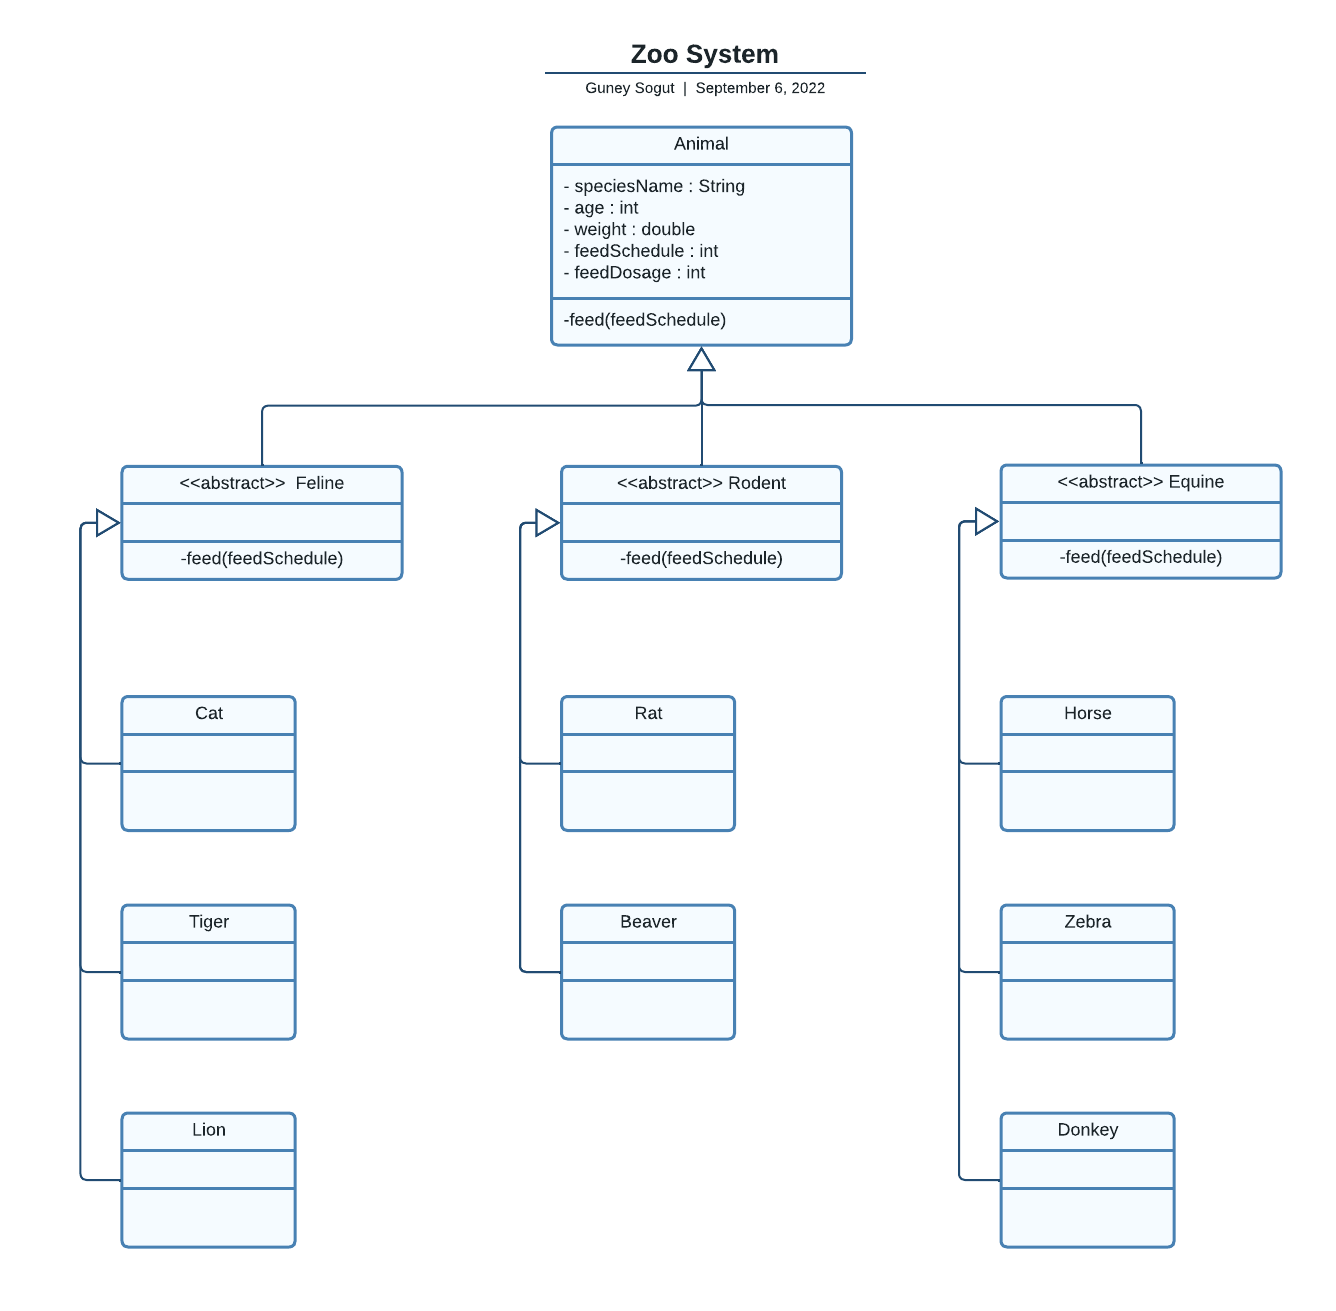 Zoo System
Guney Sogut | September 6, 2022
Animal
- speciesName : String
- age : int
- weight : double
- feedSchedule : int
- feedDosage : int
-feed(feedSchedule)
<<abstract>>  Feline
-feed(feedSchedule)
<<abstract>> Rodent
-feed(feedSchedule)
<<abstract>> Equine
-feed(feedSchedule)
Cat
Rat
Horse
Tiger
Beaver
Zebra
Lion
Donkey